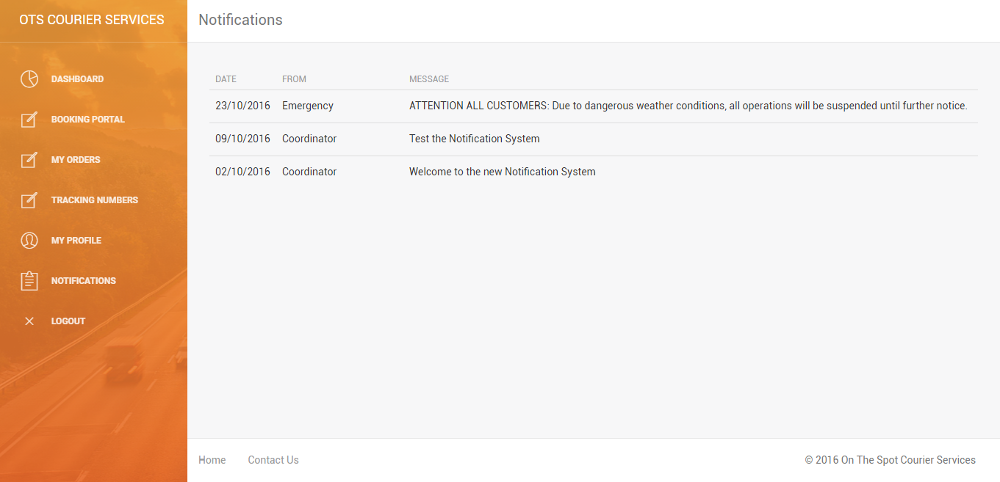 OTS COURIER SERVICES
Notifications
DASHBOARD
BOOKING PORTAL
MY ORDERS
TRACKING NUMBERS
MY PROFILE
NOTIFICATIONS
LOGOUT
DATE FROM MESSAGE
23/10/2016 Emergency ATTENTION ALL CUSTOMERS: Due to dangerous weather conditions, all operations will be suspended until further notice.
09/10/2016 Coordinator Test the Notification System
02/10/2016 Coordinator Welcome to the new Notification System
Home Contact Us © 2016 On The Spot Courier Services